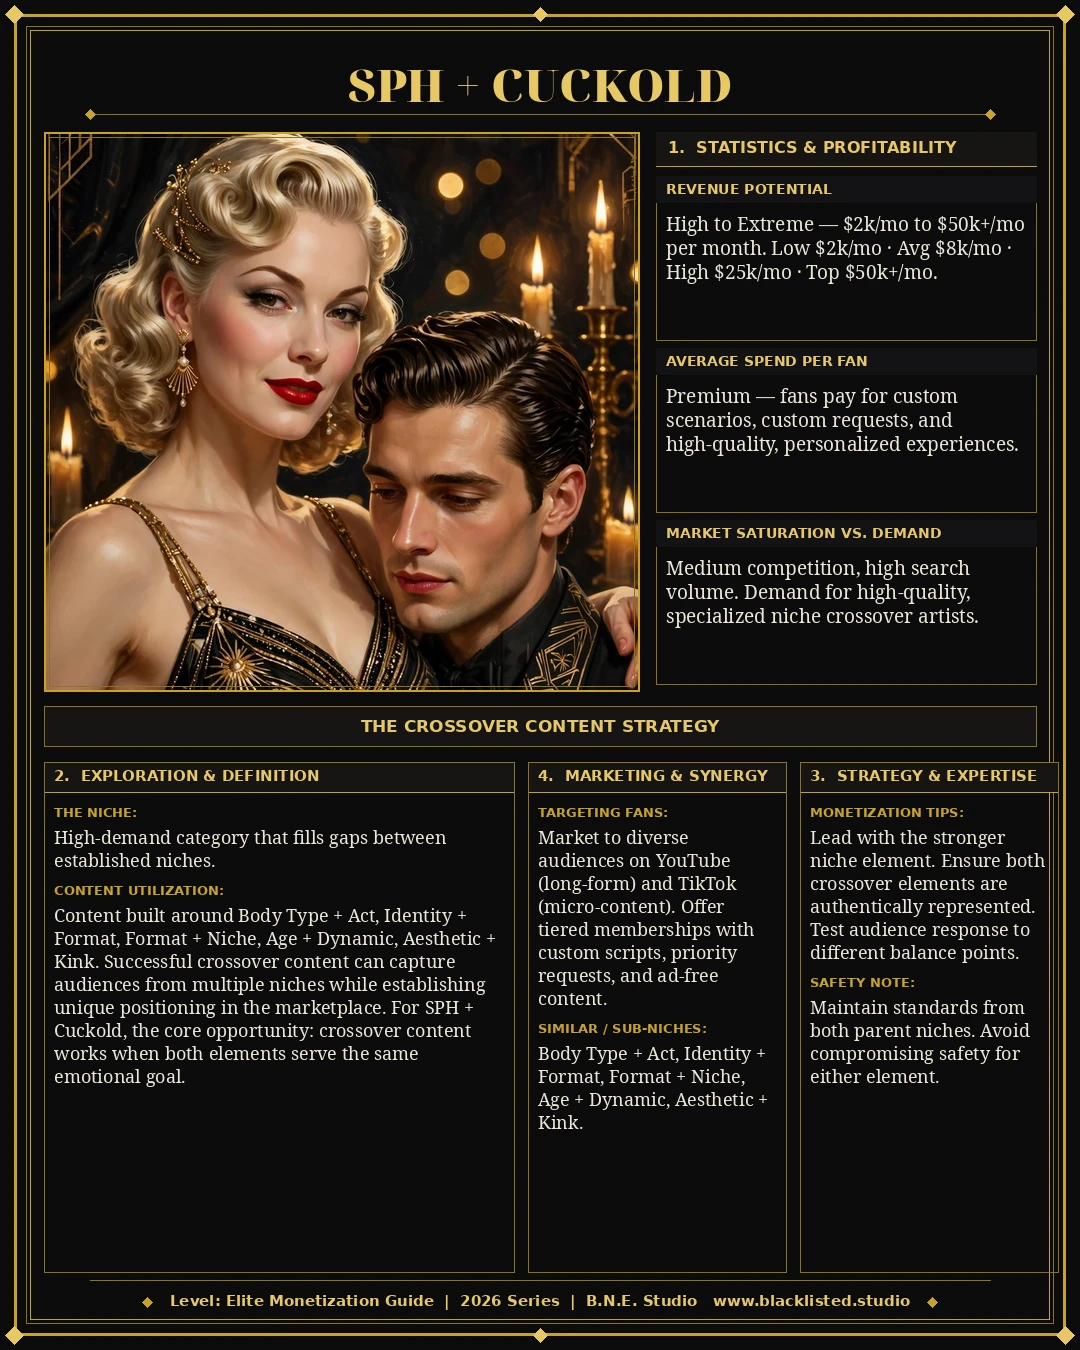 SPH + CUCKOLD
1. STATISTICS & PROFITABILITY
REVENUE POTENTIAL
High to Extreme — $2k/mo to $50k+/mo
per month. Low $2k/mo · Avg $8k/mo ·
High $25k/mo · Top $50k+/mo.
AVERAGE SPEND PER FAN
Premium — fans pay for custom
scenarios, custom requests, and
high-quality, personalized experiences.
MARKET SATURATION VS. DEMAND
Medium competition, high search
volume. Demand for high-quality,
specialized niche crossover artists.
THE CROSSOVER CONTENT STRATEGY
2. EXPLORATION & DEFINITION
THE NICHE:
High-demand category that fills gaps between
established niches.
CONTENT UTILIZATION:
Content built around Body Type + Act, Identity +
Format, Format + Niche, Age + Dynamic, Aesthetic +
Kink. Successful crossover content can capture
audiences from multiple niches while establishing
unique positioning in the marketplace. For SPH +
Cuckold, the core opportunity: crossover content
works when both elements serve the same
emotional goal.
4. MARKETING & SYNERGY
TARGETING FANS:
Market to diverse
audiences on YouTube
(long-form) and TikTok
(micro-content). Offer
tiered memberships with
custom scripts, priority
requests, and ad-free
content.
SIMILAR / SUB-NICHES:
Body Type + Act, Identity +
Format, Format + Niche,
Age + Dynamic, Aesthetic +
Kink.
3. STRATEGY & EXPERTISE
MONETIZATION TIPS:
Lead with the stronger
niche element. Ensure both
crossover elements are
authentically represented.
Test audience response to
different balance points.
SAFETY NOTE:
Maintain standards from
both parent niches. Avoid
compromising safety for
either element.
Level: Elite Monetization Guide | 2026 Series | B.N.E. Studio www.blacklisted.studio